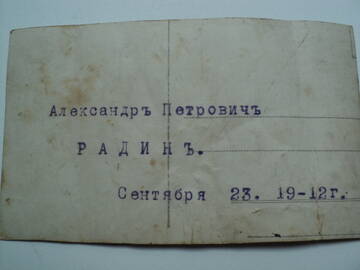 Александръ Петровичъ
РАДИНЪ.
Сентября 23. 19-12г.